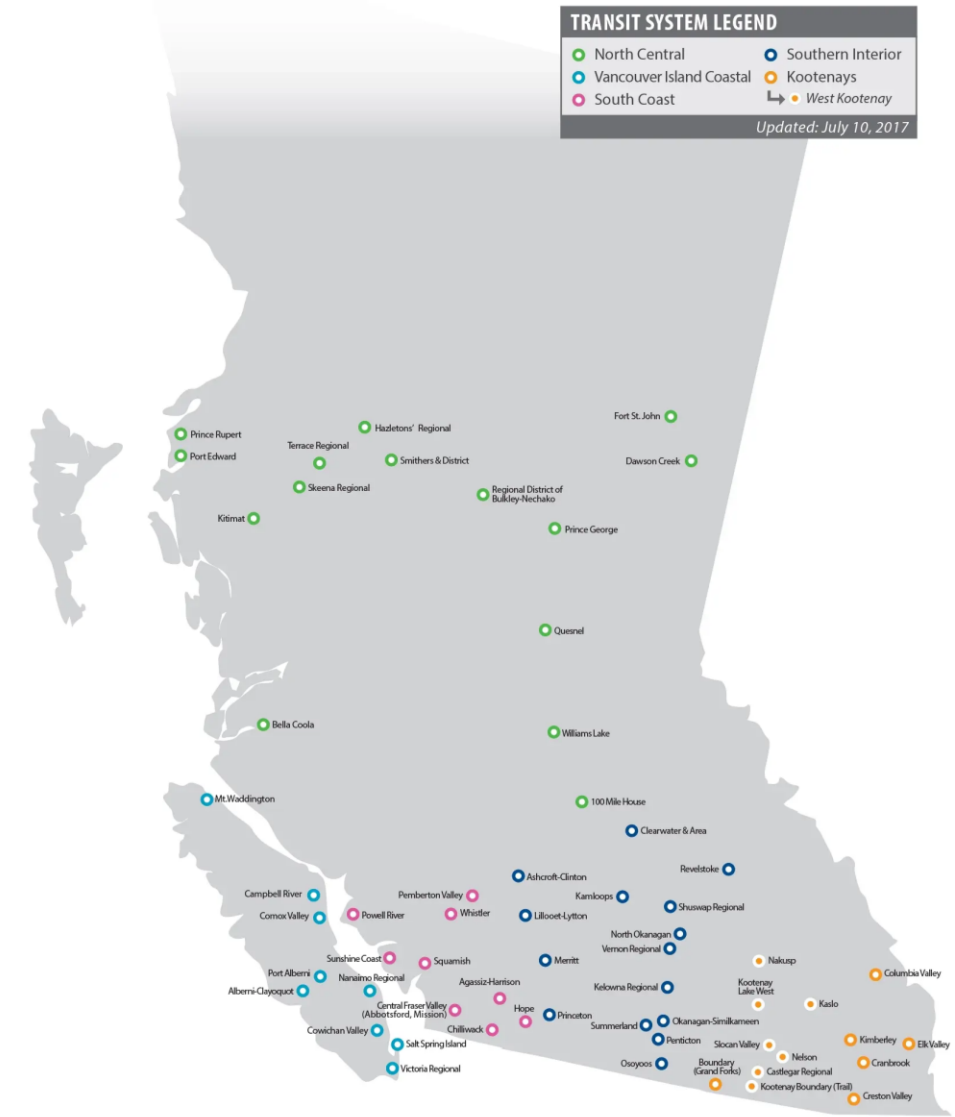 TRANSIT SYSTEM LEGEND
North Central
Southern Interior
Vancouver Island Coastal
Kootenays
South Coast
West Kootenay
Updated: July 10, 2017
Fort St. John
Hazletons' Regional
Prince Rupert
Terrace Regional
Port Edward
Smithers & District
Dawson Creek
Skeena Regional
Regional District of
Bulkley-Nechako
Kitimat
Prince George
Quesnel
Bella Coola
Williams Lake
Mt.Waddington
100 Mile House
Clearwater & Area
Revelstoke
Ashcroft-Clinton
Campbell River
Pemberton Valley
Kamloops
Shuswap Regional
Comox Valley
Powell River
Whistler
Lillooet-Lytton
North Okanagan
Vernon Regional
Sunshine Coast
Squamish
Merritt
Nakusp
Port Alberni
Nanaimo Regional
Columbia Valley
Agassiz-Harrison
Kootenay
Lake West
Alberni-Clayoquot
Kelowna Regional
Central Fraser Valley
(Abbotsford, Mission)
Hope
Kaslo
Princeton
Okanagan-Similkameen
Summerland
Cowichan Valley
Chilliwack
Penticton
Kimberley
Salt Spring Island
Slocan Valley
Elk Valley
Nelson
Osoyoos
Boundary
(Grand Forks)
Cranbrook
Victoria Regional
Castlegar Regional
Kootenay Boundary (Trail)
Creston Valley